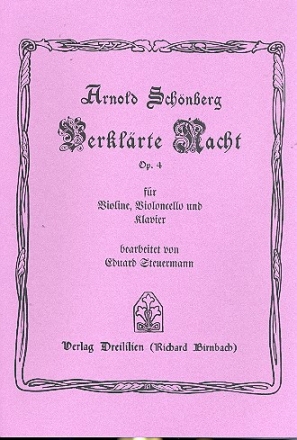 Arnold Schönberg
Verklärte Nacht
Op. 4
für
Violine, Violoncello und
Klavier
bearbeitet von
Eduard Steuermann
Verlag Dreililien (Richard Birnbach)